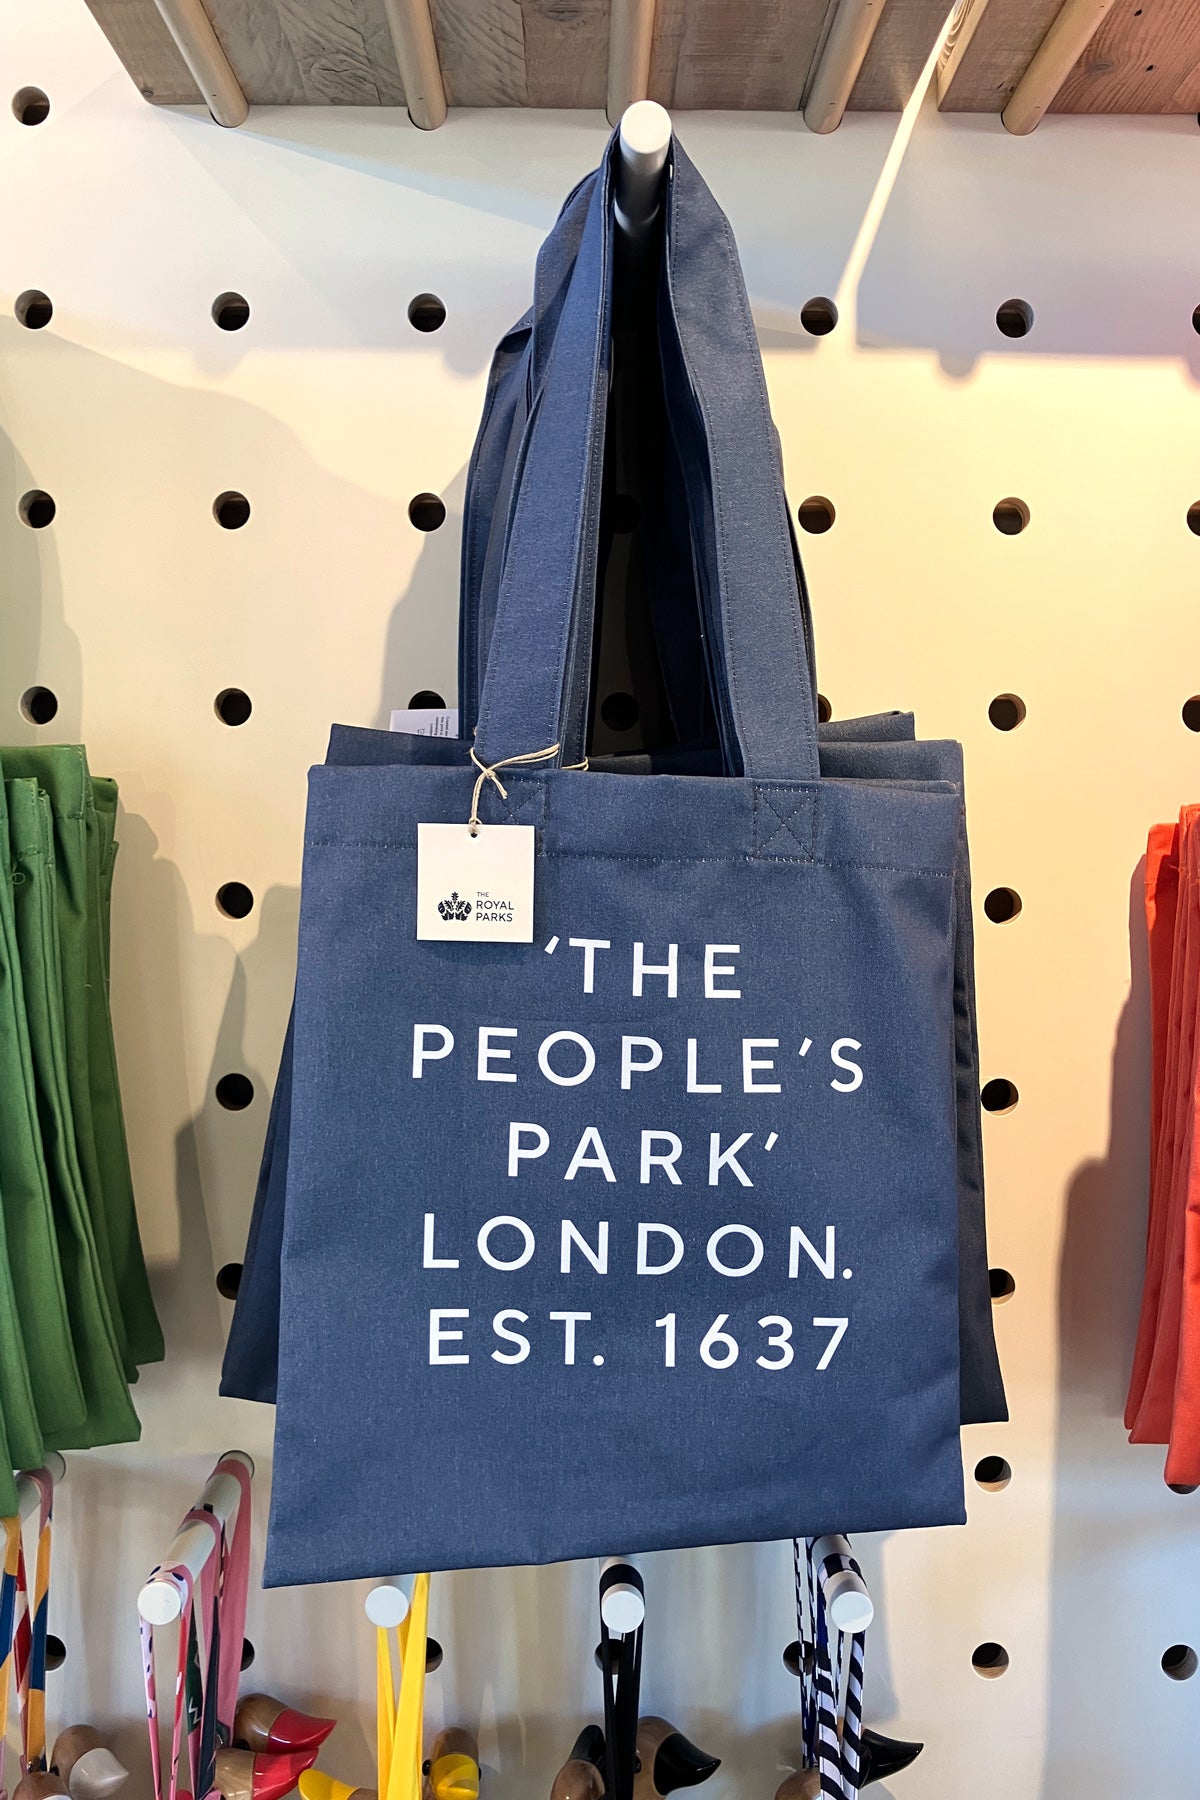 THE
ROYAL
PARKS
'THE
PEOPLE'S
PARK'
LONDON.
EST. 1637